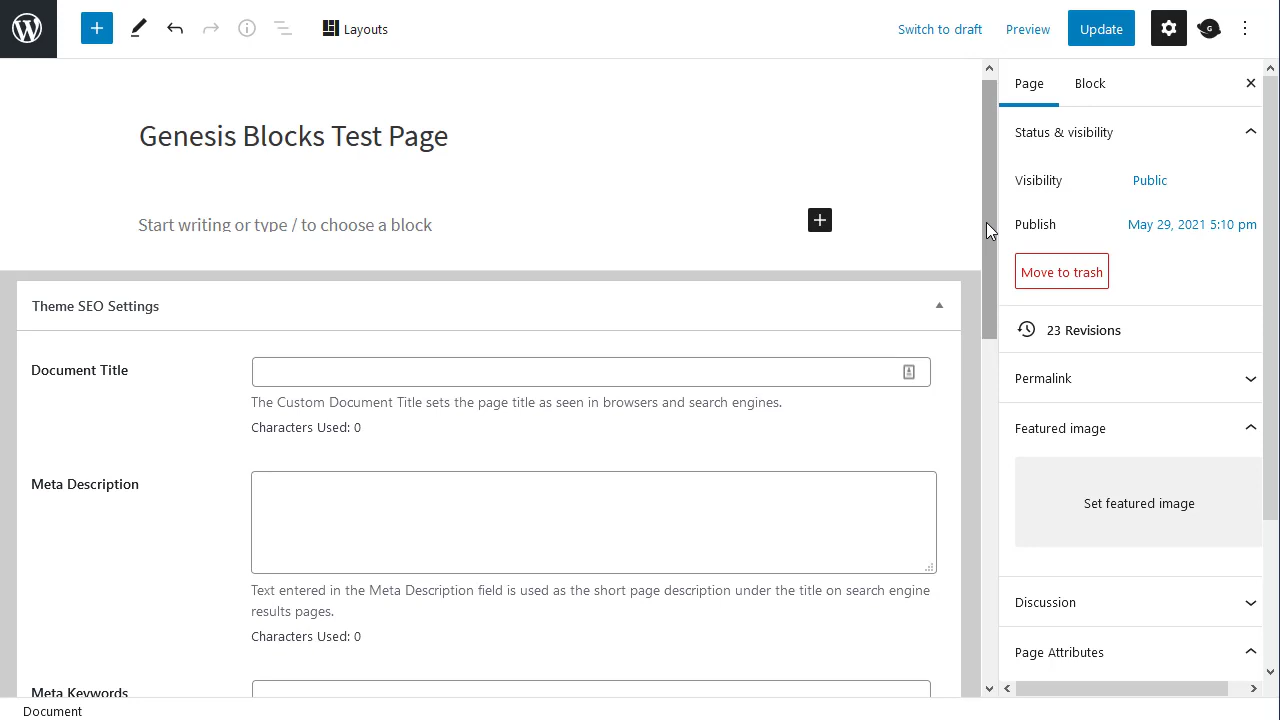 Layouts
Switch to draft
Preview
Update
Page
Block
Genesis Blocks Test Page
Start writing or type / to choose a block
Status & visibility
Visibility
Public
Publish
May 29, 2021 5:10 pm
Move to trash
23 Revisions
Permalink
Featured image
Set featured image
Discussion
Page Attributes
Theme SEO Settings
Document Title
The Custom Document Title sets the page title as seen in browsers and search engines.
Characters Used: 0
Meta Description
Text entered in the Meta Description field is used as the short page description under the title on search engine
results pages.
Characters Used: 0
Meta Keywords
Document